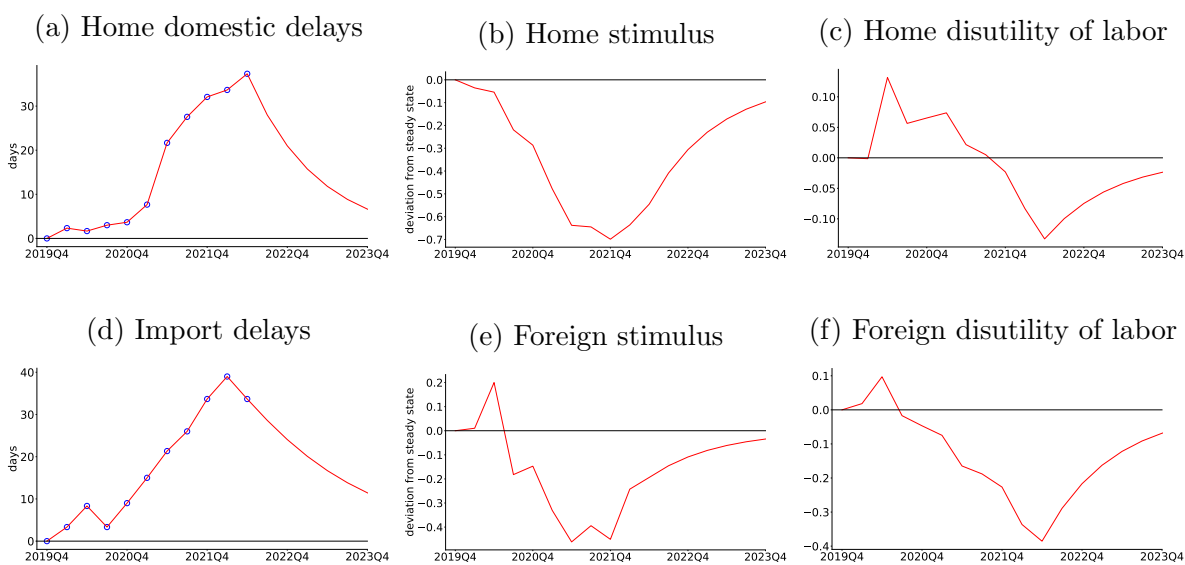 (a) Home domestic delays
(b) Home stimulus
(c) Home disutility of labor
days
30
20
10
0
2019Q4 2020Q4 2021Q4 2022Q4 2023Q4
deviation from steady state
0.0
−0.1
−0.2
−0.3
−0.4
−0.5
−0.6
−0.7
2019Q4 2020Q4 2021Q4 2022Q4 2023Q4
0.10
0.05
0.00
−0.05
−0.10
2019Q4 2020Q4 2021Q4 2022Q4 2023Q4
(d) Import delays
(e) Foreign stimulus
(f) Foreign disutility of labor
days
40
30
20
10
0
2019Q4 2020Q4 2021Q4 2022Q4 2023Q4
deviation from steady state
0.2
0.1
0.0
−0.1
−0.2
−0.3
−0.4
2019Q4 2020Q4 2021Q4 2022Q4 2023Q4
0.1
0.0
−0.1
−0.2
−0.3
−0.4
2019Q4 2020Q4 2021Q4 2022Q4 2023Q4